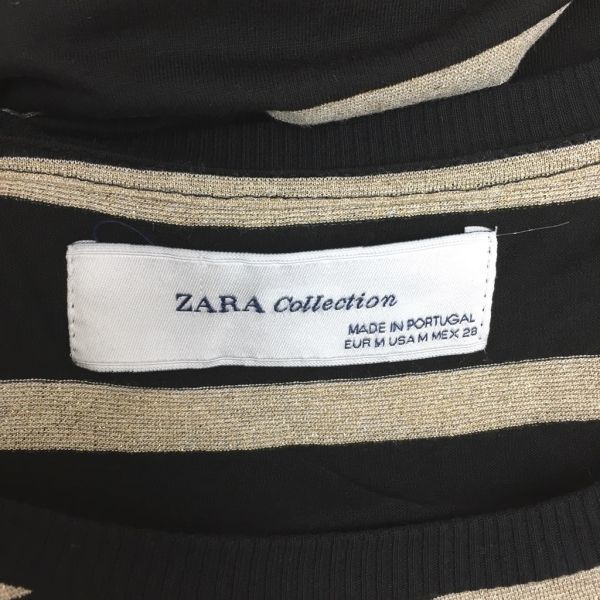 ZARA Collection
MADE IN PORTUGAL
EUR M USA M MEX 28